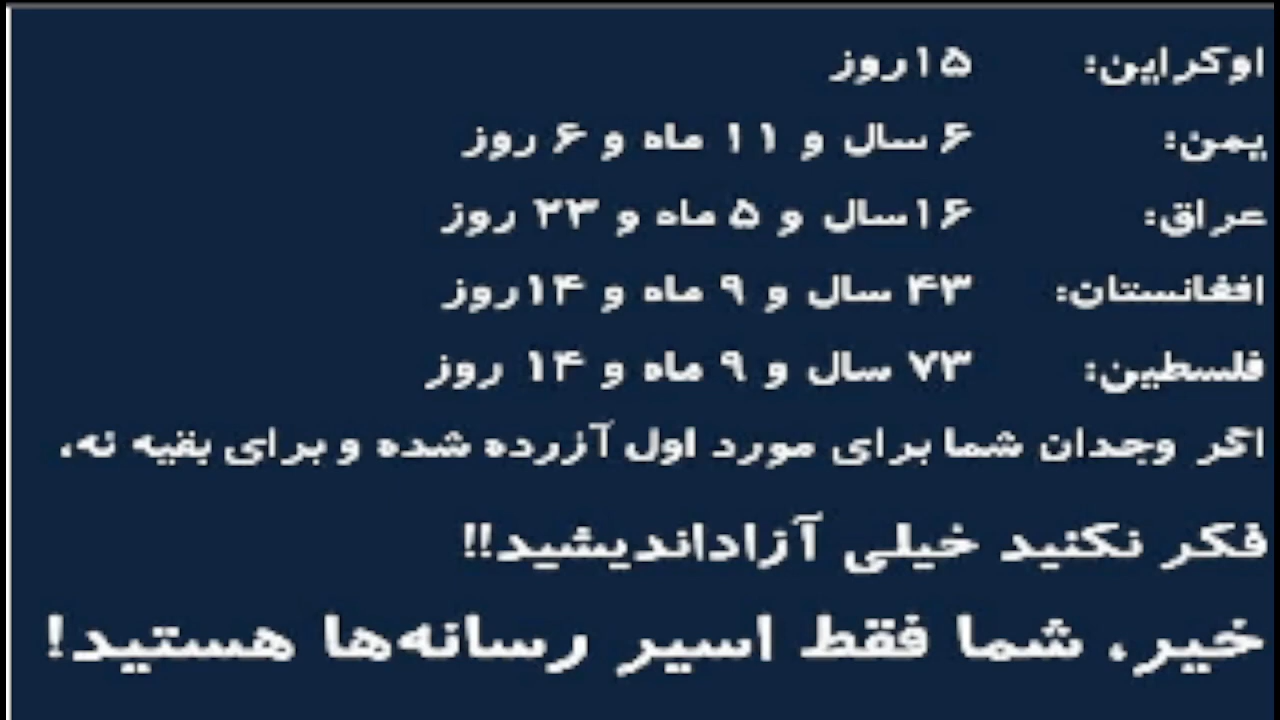 اوکراین: ۱۵روز
یمن: ۶ سال و ۱۱ ماه و ۶ روز
عراق: ۱۶سال و ۵ ماه و ۲۳ روز
افغانستان: ۴۳ سال و ۹ ماه و ۱۴روز
فلسطین: ۷۳ سال و ۹ ماه و ۱۴ روز
اگر وجدان شما برای مورد اول آزرده شده و برای بقیه نه،
فکر نکنید خیلی آزاداندیشید!!
خیر، شما فقط اسیر رسانه‌ها هستید!